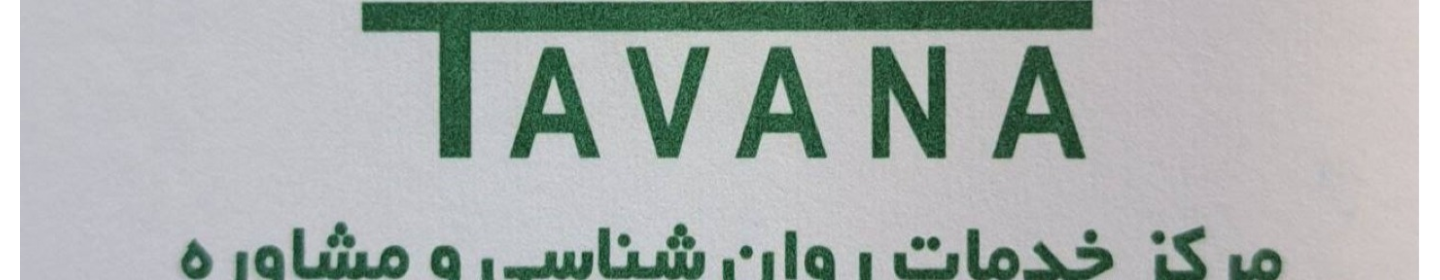 TAVANA
مرکز خدمات روان شناسی و مشاوره